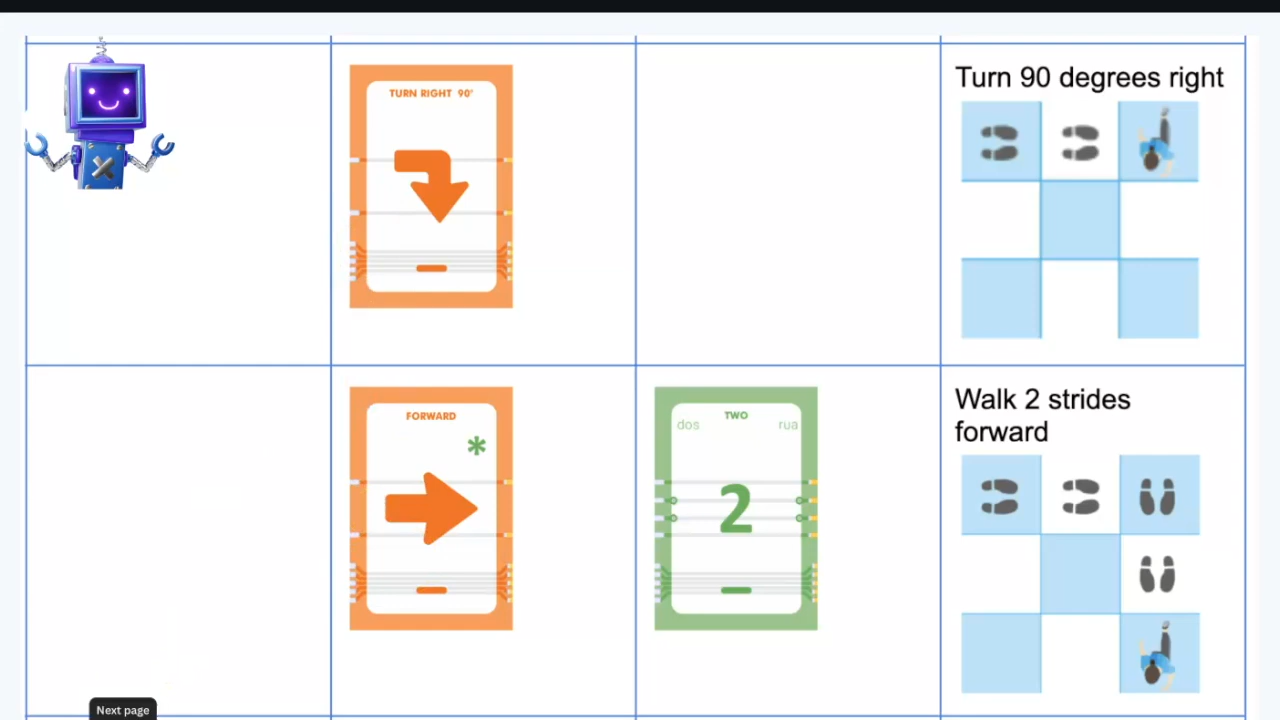 TURN RIGHT 90°
Turn 90 degrees right
FORWARD
*
TWO
dos rua
2
Walk 2 strides
forward
Next page